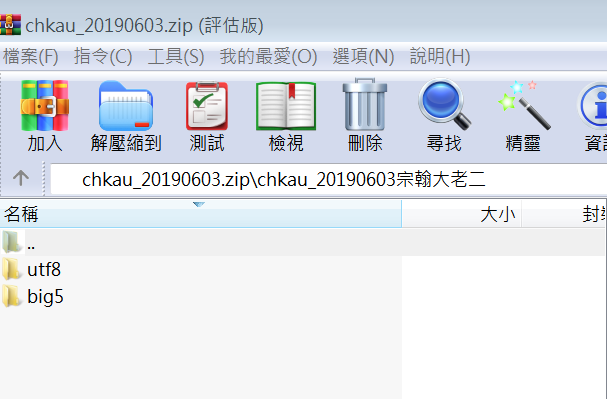 chkau_20190603.zip (評估版)
檔案(F) 指令(C) 工具(S) 我的最愛(O) 選項(N) 說明(H)
加入 解壓縮到 測試 檢視 刪除 尋找 精靈
chkau_20190603.zip\chkau_20190603宗翰大老二
名稱 大小
..
utf8
big5